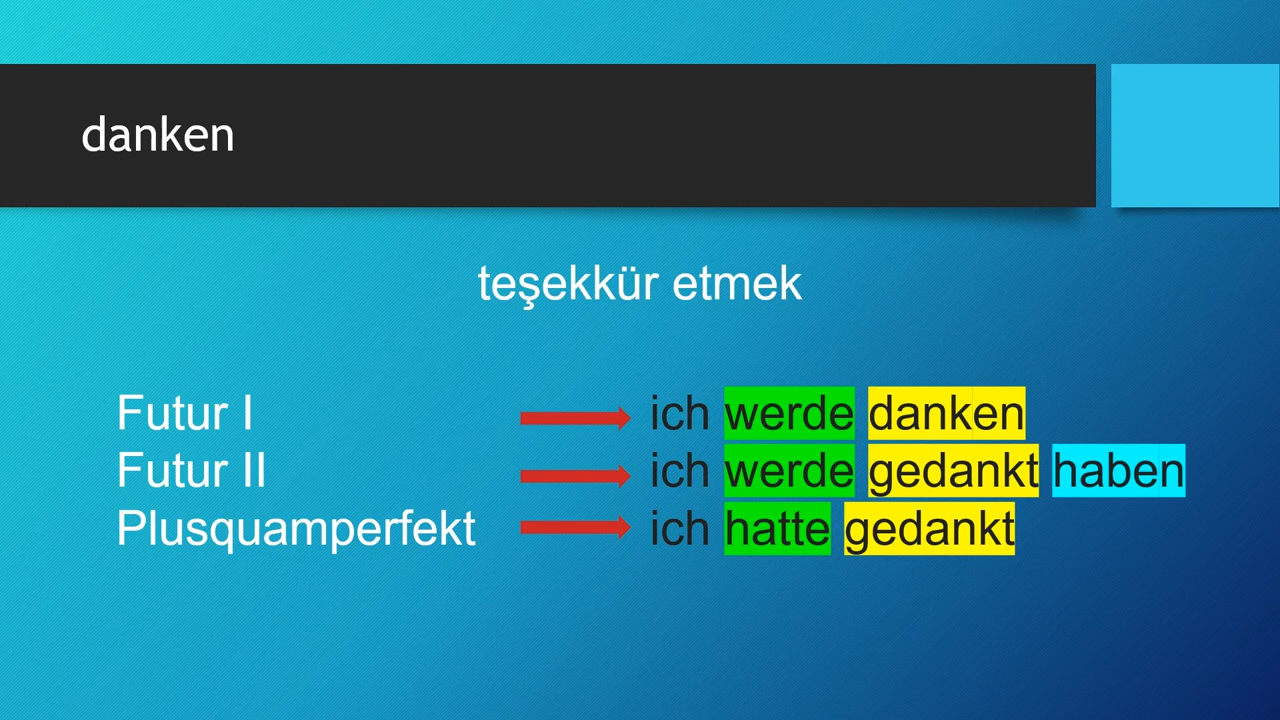 danken
teşekkür etmek
Futur I ich werde danken
Futur II ich werde gedankt haben
Plusquamperfekt ich hatte gedankt